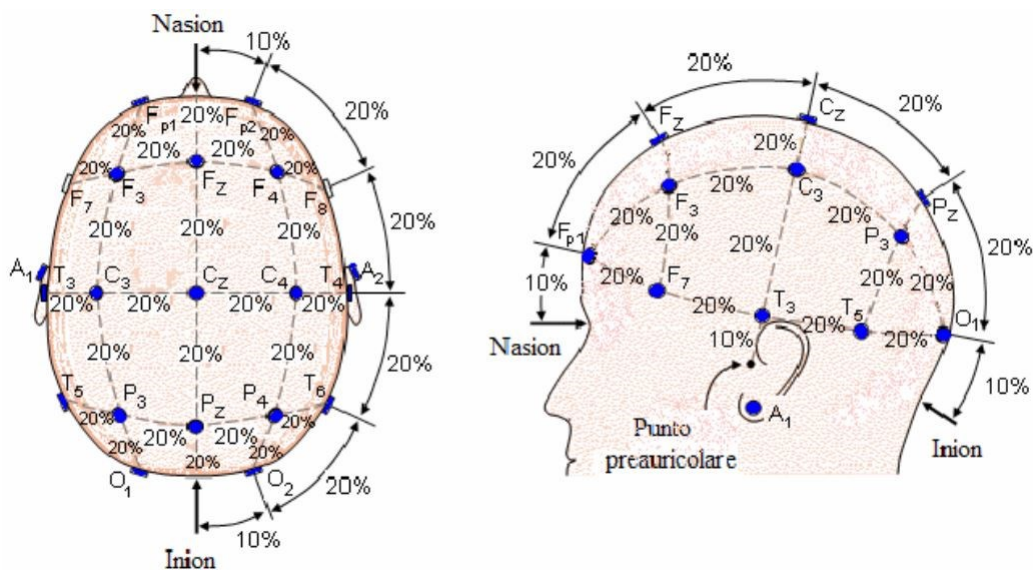 Nasion
10%
20%
Fp1
20%
Fp2
20%
20%
20%
20%
20%
20%
F7
F3
FZ
F4
F8
20%
20%
20%
20%
A1
T3
C3
CZ
C4
T4
A2
20%
20%
20%
20%
20%
20%
20%
20%
T5
P3
PZ
P4
T6
20%
20%
20%
20%
20%
20%
20%
O1
O2
20%
10%
Inion
20%
CZ
20%
FZ
20%
20%
C3
20%
PZ
F3
20%
P3
Fp1
20%
20%
20%
20%
20%
20%
10%
F7
T3
20%
T5
20%
O1
20%
Nasion
10%
10%
A1
Punto
preauricolare
Inion